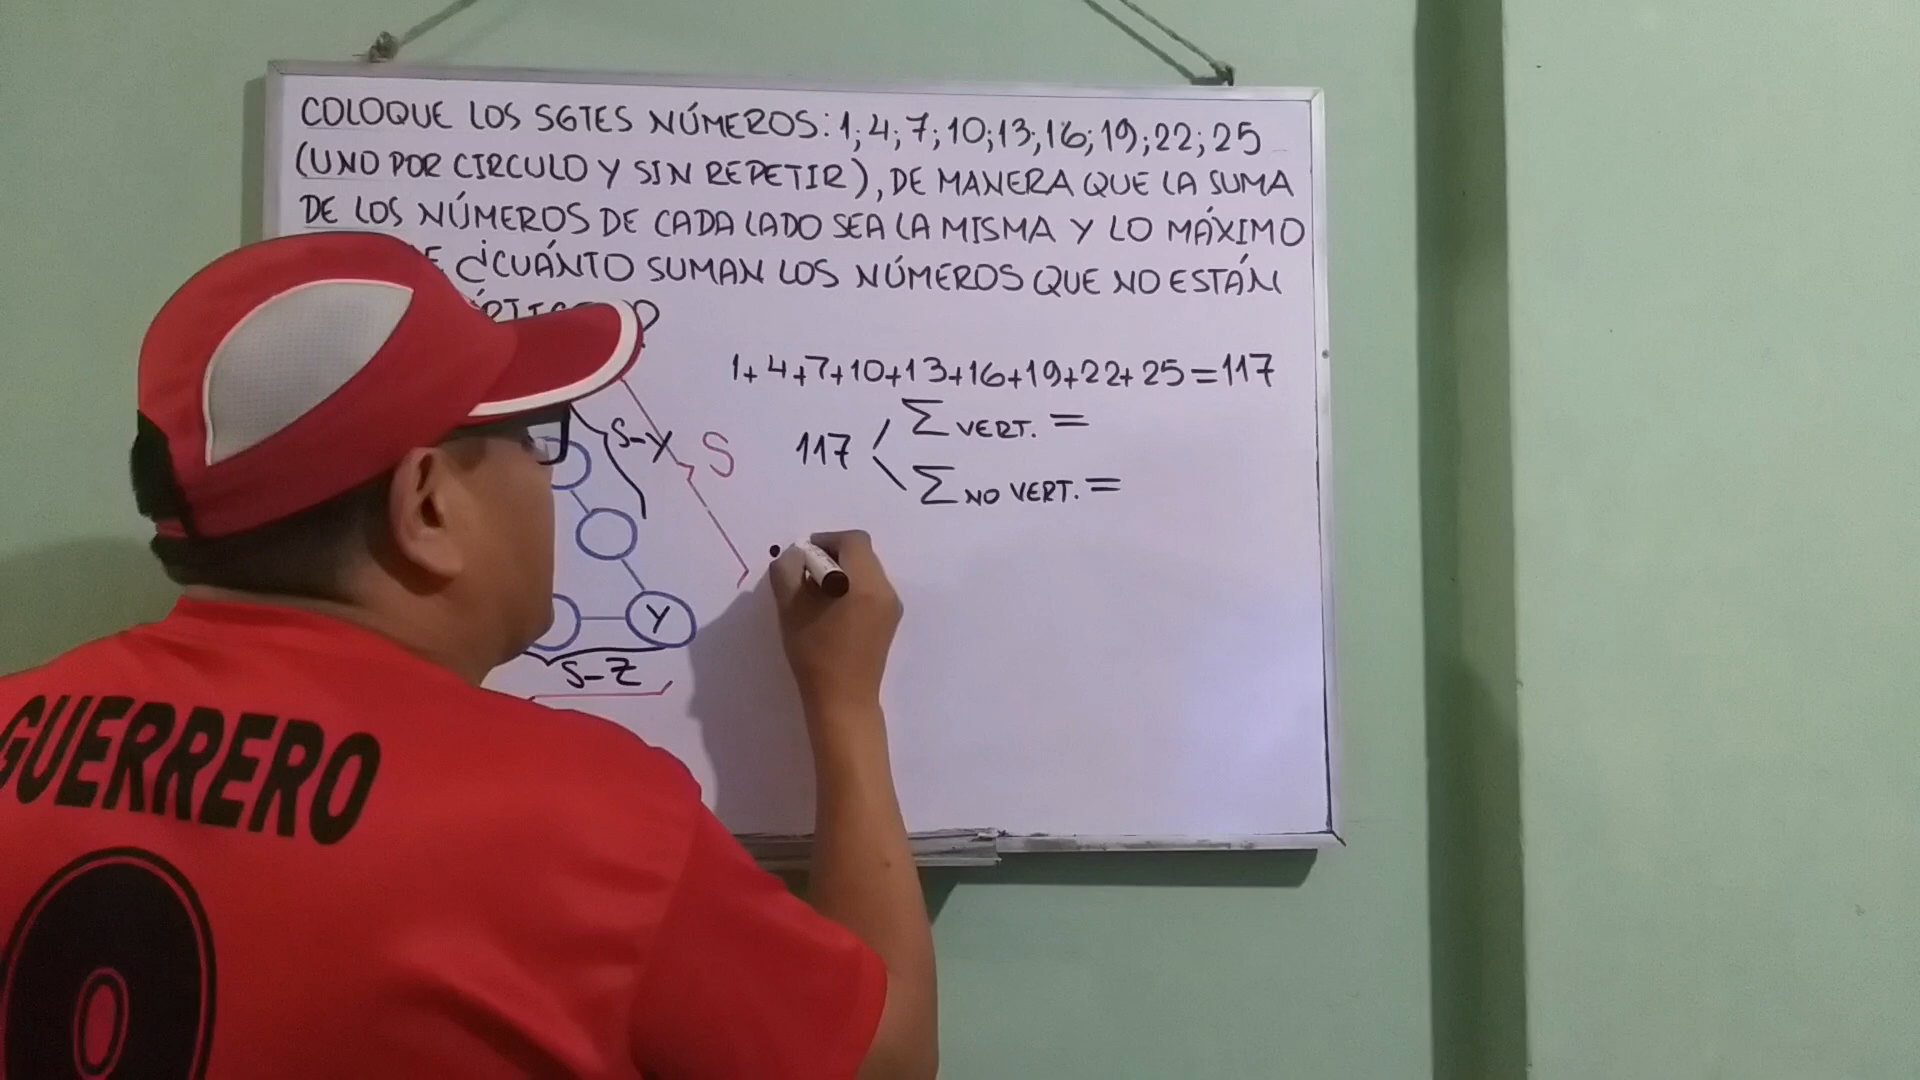 COLOQUE LOS SGTES NÚMEROS: 1; 4; 7; 10; 13; 16; 19; 22; 25
(UNO POR CIRCULO Y SIN REPETIR), DE MANERA QUE LA SUMA
DE LOS NÚMEROS DE CADA LADO SEA LA MISMA Y LO MÁXIMO
¿CUÁNTO SUMAN LOS NÚMEROS QUE NO ESTÁN
1+4+7+10+13+16+19+22+25=117
S-Y
S
117
Σ VERT. =
Σ NO VERT. =
Y
S-Z
GUERRERO
0